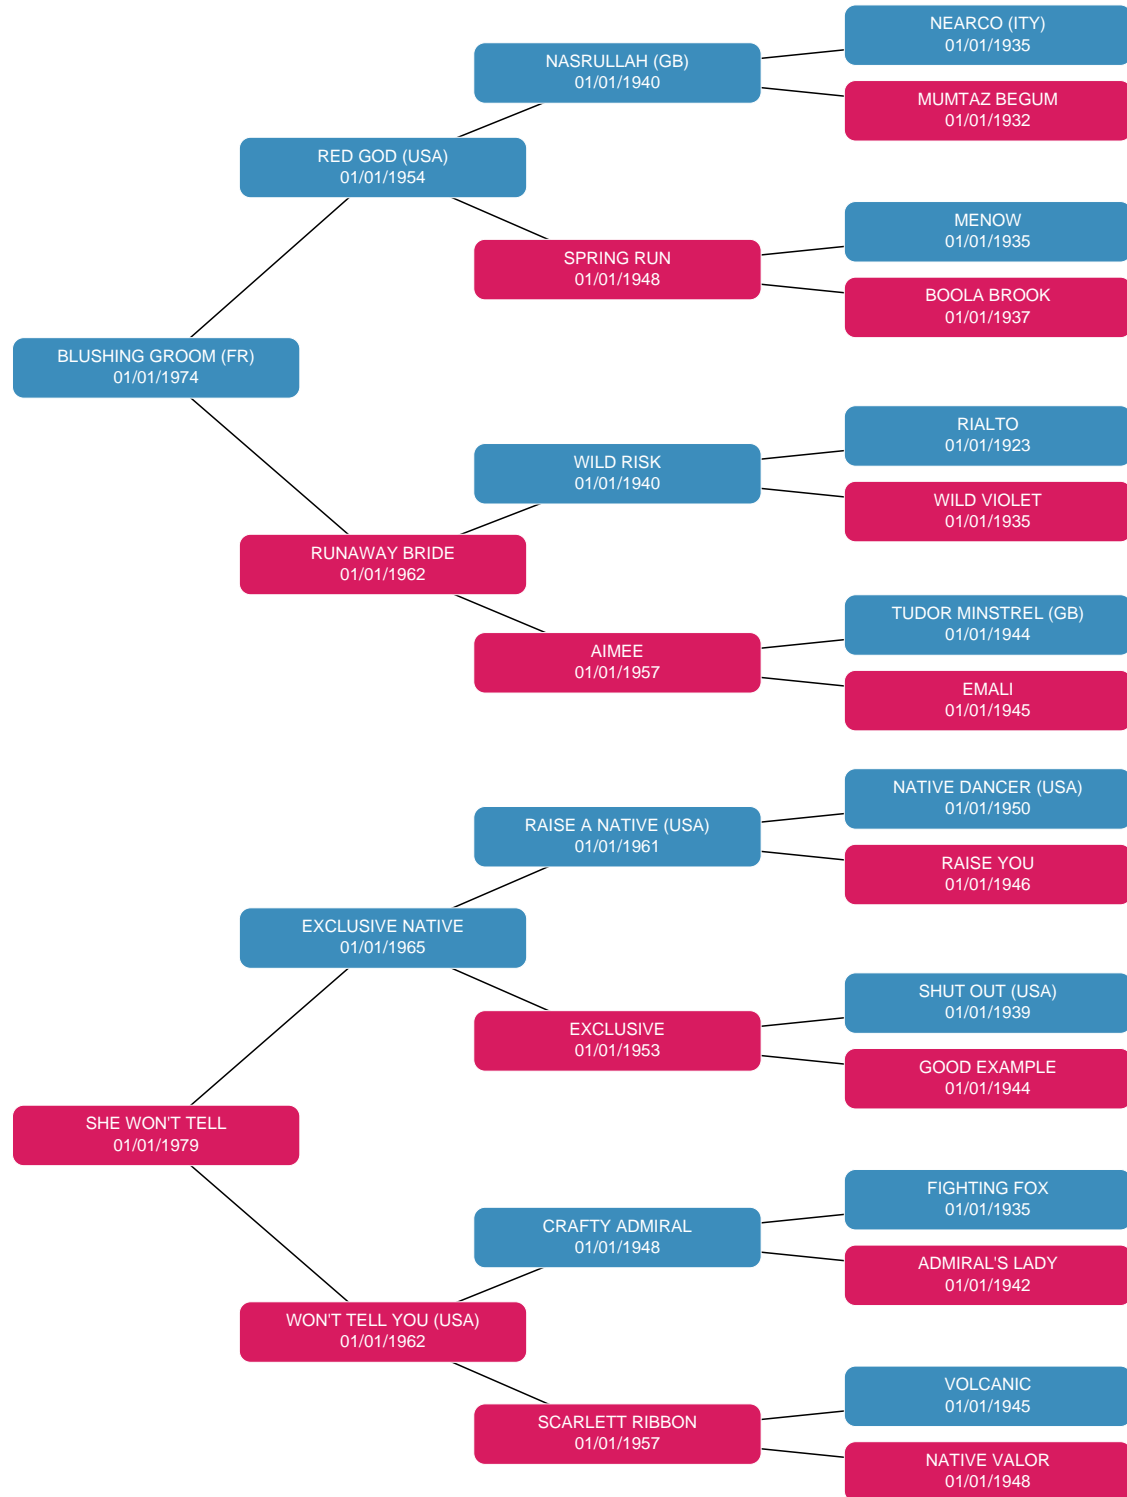 NEARCO (ITY)
01/01/1935
NASRULLAH (GB)
01/01/1940
MUMTAZ BEGUM
01/01/1932
RED GOD (USA)
01/01/1954
MENOW
01/01/1935
SPRING RUN
01/01/1948
BOOLA BROOK
01/01/1937
BLUSHING GROOM (FR)
01/01/1974
RIALTO
01/01/1923
WILD RISK
01/01/1940
WILD VIOLET
01/01/1935
RUNAWAY BRIDE
01/01/1962
TUDOR MINSTREL (GB)
01/01/1944
AIMEE
01/01/1957
EMALI
01/01/1945
NATIVE DANCER (USA)
01/01/1950
RAISE A NATIVE (USA)
01/01/1961
RAISE YOU
01/01/1946
EXCLUSIVE NATIVE
01/01/1965
SHUT OUT (USA)
01/01/1939
EXCLUSIVE
01/01/1953
GOOD EXAMPLE
01/01/1944
SHE WON'T TELL
01/01/1979
FIGHTING FOX
01/01/1935
CRAFTY ADMIRAL
01/01/1948
ADMIRAL'S LADY
01/01/1942
WON'T TELL YOU (USA)
01/01/1962
VOLCANIC
01/01/1945
SCARLETT RIBBON
01/01/1957
NATIVE VALOR
01/01/1948